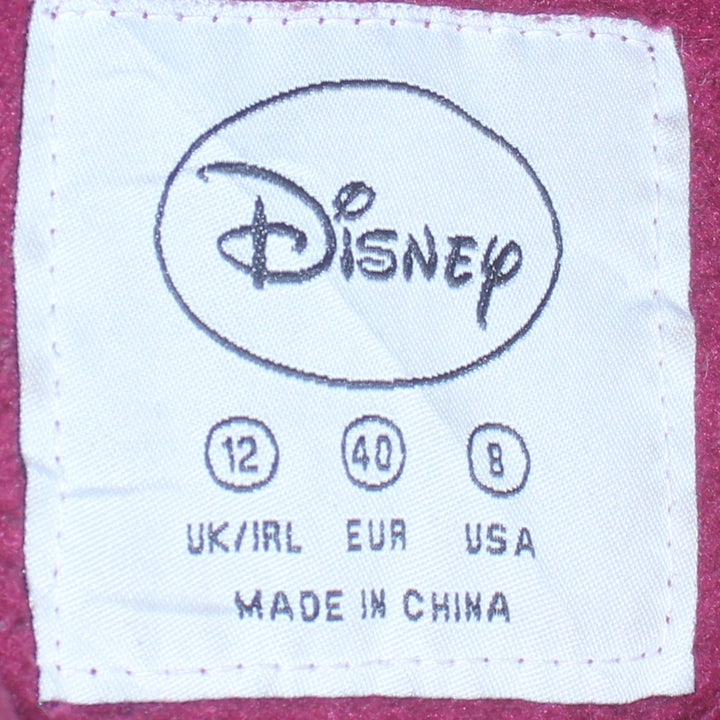 Disney
12 40 8
UK/IRL EUR USA
MADE IN CHINA